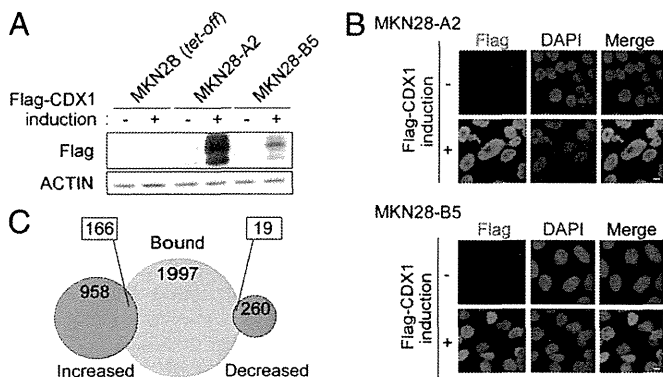 A
MKN28 (tet-off)
MKN28-A2
MKN28-B5
Flag-CDX1
induction :
- + - + - +
Flag
ACTIN
B
MKN28-A2
Flag DAPI Merge
Flag-CDX1
induction
-
+
MKN28-B5
Flag DAPI Merge
Flag-CDX1
induction
-
+
C
166
19
Bound
1997
958
260
Increased
Decreased